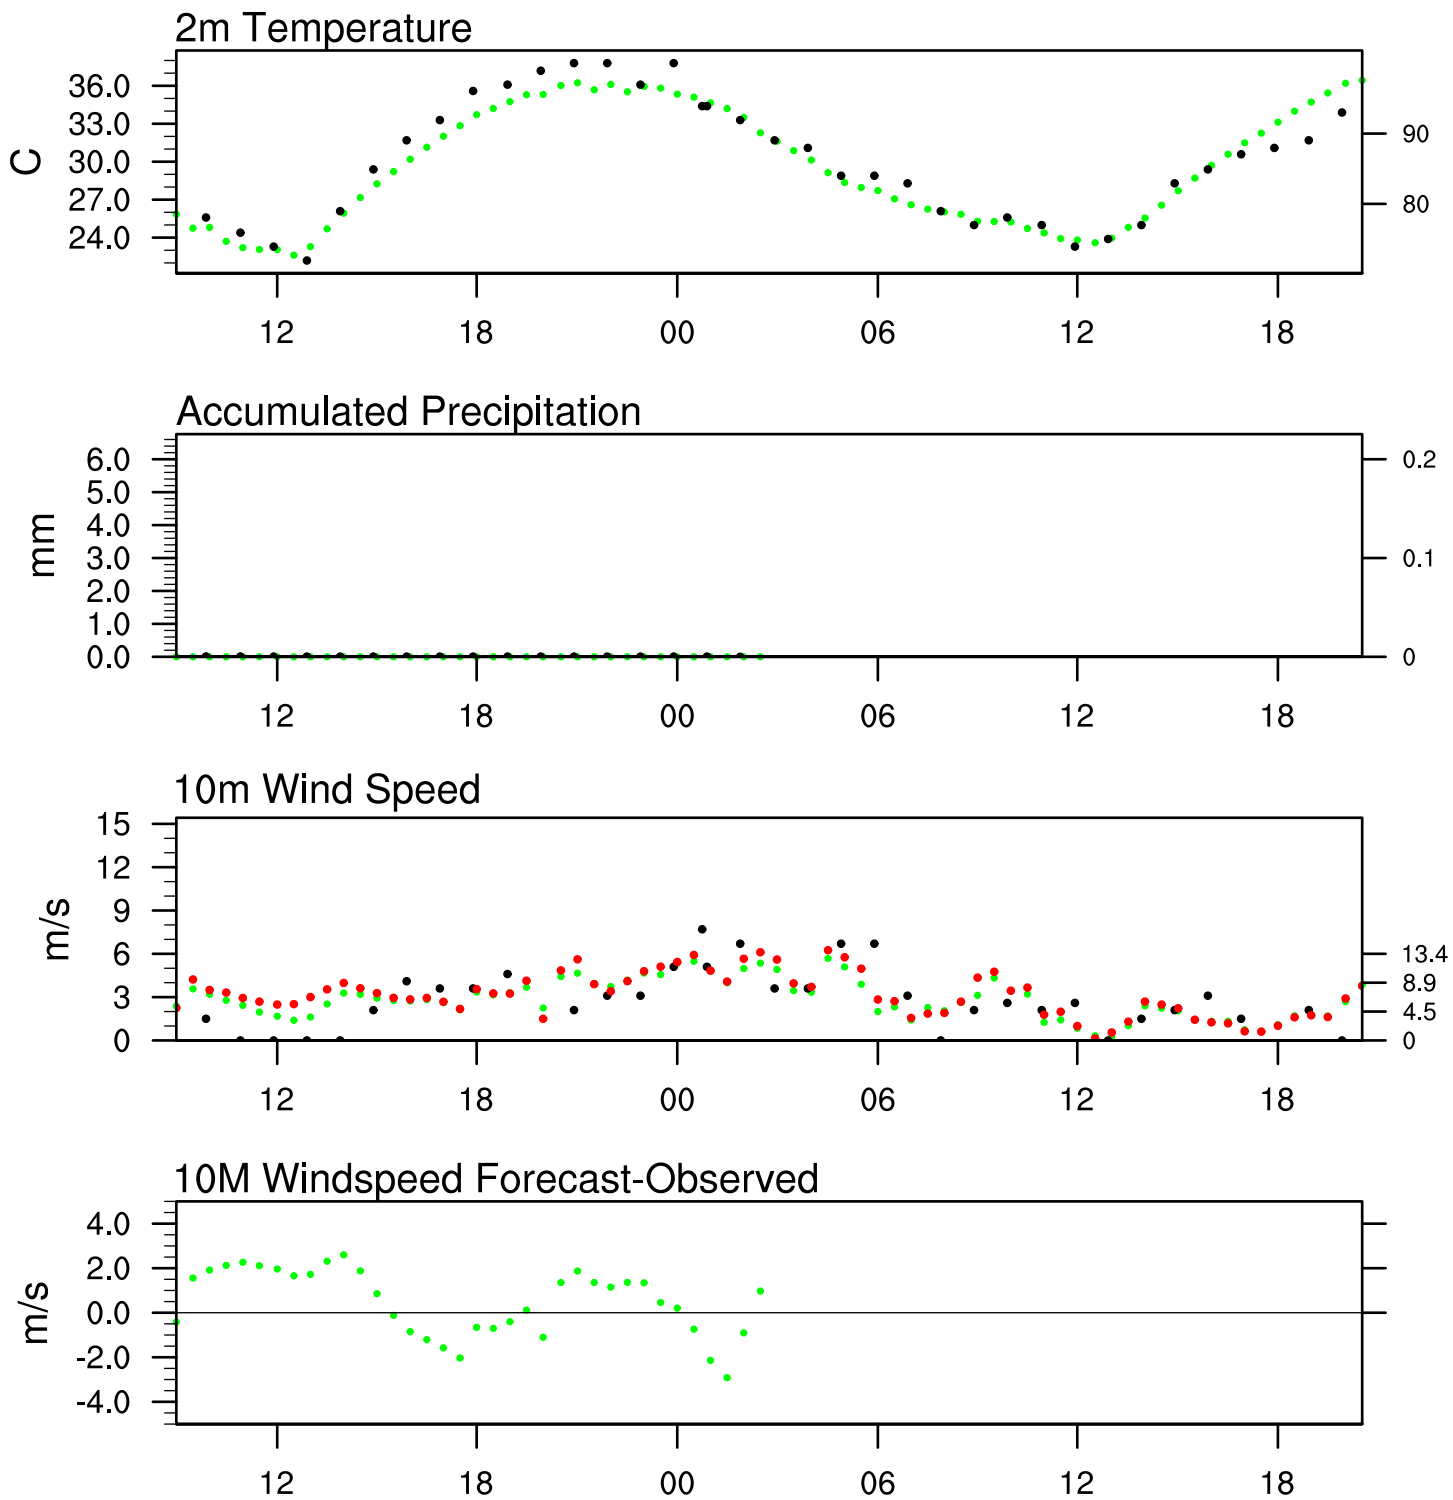 2m Temperature
36.0
33.0
30.0
27.0
24.0
C
90
80
12 18 00 06 12 18
Accumulated Precipitation
6.0
5.0
4.0
3.0
2.0
1.0
0.0
mm
0.2
0.1
0
12 18 00 06 12 18
10m Wind Speed
15
12
9
6
3
0
m/s
13.4
8.9
4.5
0
12 18 00 06 12 18
10M Windspeed Forecast-Observed
4.0
2.0
0.0
-2.0
-4.0
m/s
12 18 00 06 12 18